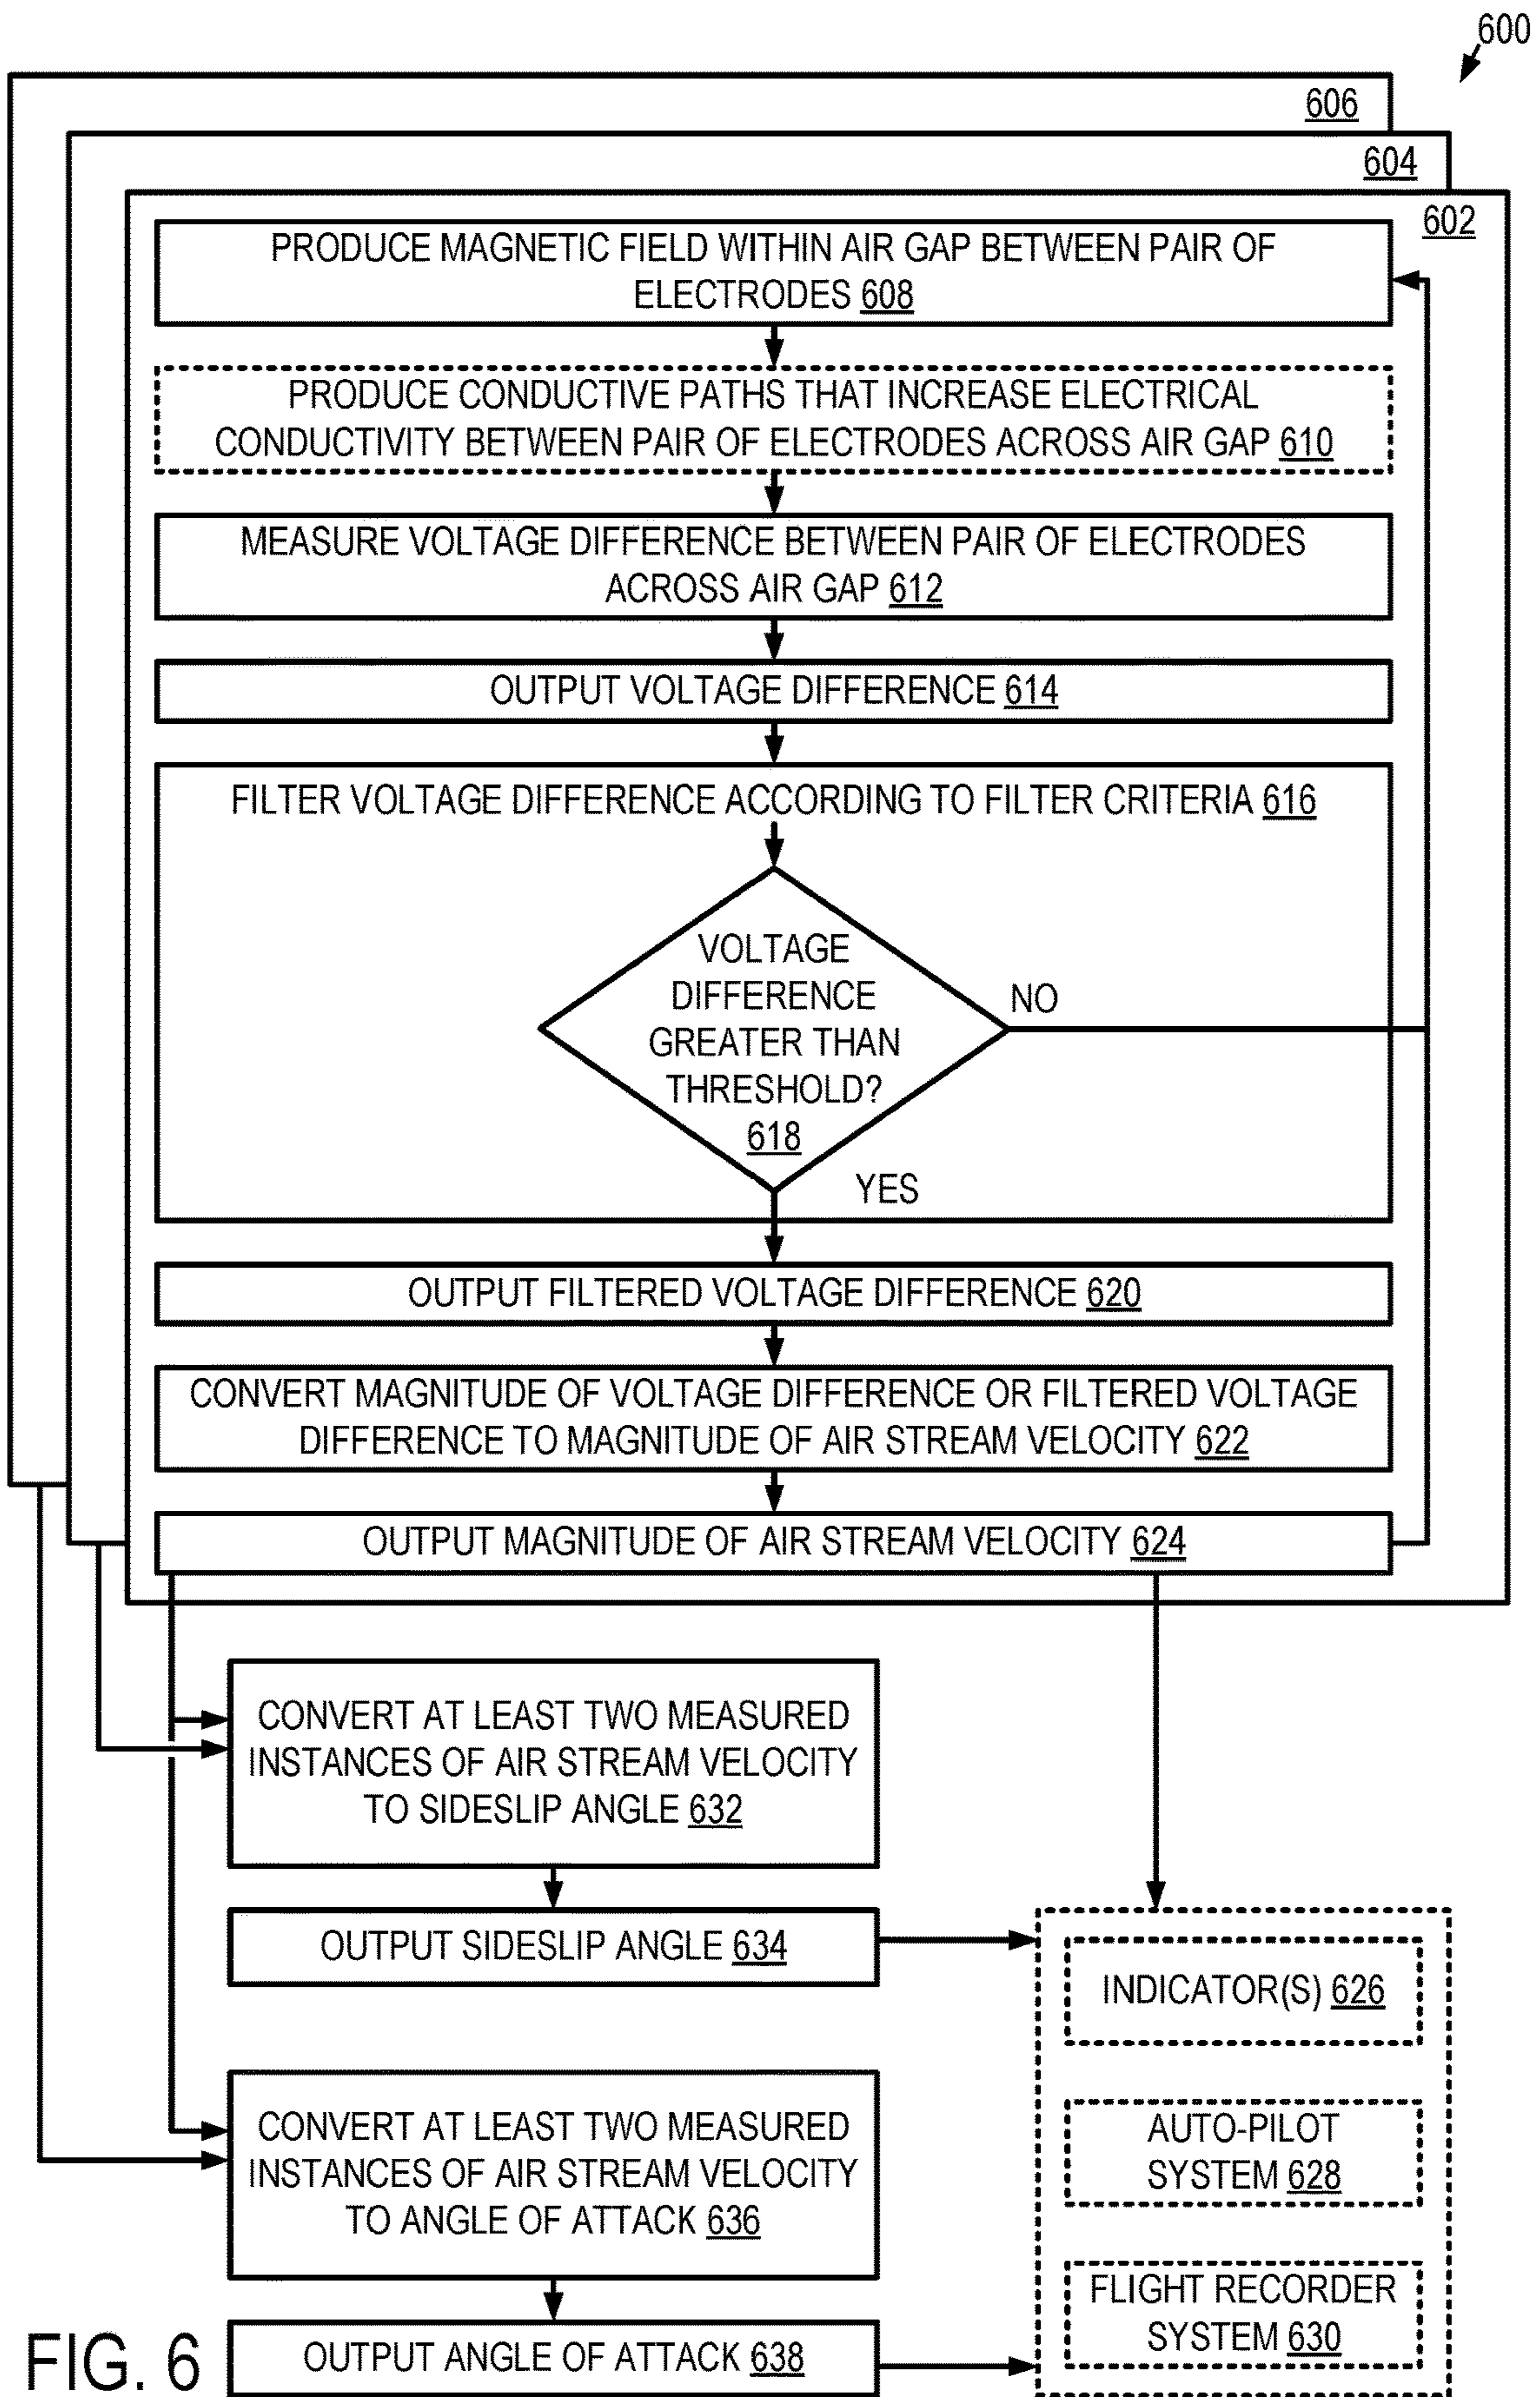 600
606
604
602
PRODUCE MAGNETIC FIELD WITHIN AIR GAP BETWEEN PAIR OF
ELECTRODES 608
PRODUCE CONDUCTIVE PATHS THAT INCREASE ELECTRICAL
CONDUCTIVITY BETWEEN PAIR OF ELECTRODES ACROSS AIR GAP 610
MEASURE VOLTAGE DIFFERENCE BETWEEN PAIR OF ELECTRODES
ACROSS AIR GAP 612
OUTPUT VOLTAGE DIFFERENCE 614
FILTER VOLTAGE DIFFERENCE ACCORDING TO FILTER CRITERIA 616
VOLTAGE
DIFFERENCE
GREATER THAN
THRESHOLD?
618
NO
YES
OUTPUT FILTERED VOLTAGE DIFFERENCE 620
CONVERT MAGNITUDE OF VOLTAGE DIFFERENCE OR FILTERED VOLTAGE
DIFFERENCE TO MAGNITUDE OF AIR STREAM VELOCITY 622
OUTPUT MAGNITUDE OF AIR STREAM VELOCITY 624
CONVERT AT LEAST TWO MEASURED
INSTANCES OF AIR STREAM VELOCITY
TO SIDESLIP ANGLE 632
OUTPUT SIDESLIP ANGLE 634
INDICATOR(S) 626
CONVERT AT LEAST TWO MEASURED
INSTANCES OF AIR STREAM VELOCITY
TO ANGLE OF ATTACK 636
AUTO-PILOT
SYSTEM 628
FLIGHT RECORDER
SYSTEM 630
OUTPUT ANGLE OF ATTACK 638
FIG. 6